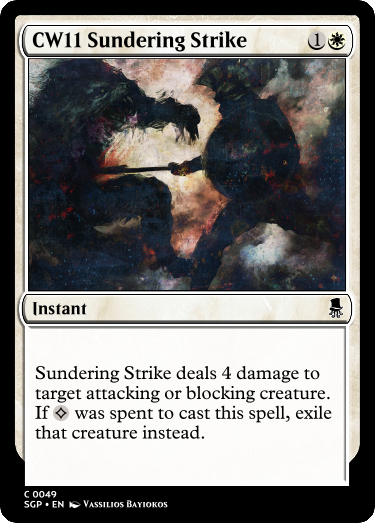 CW11 Sundering Strike 1
Instant
Sundering Strike deals 4 damage to
target attacking or blocking creature.
If was spent to cast this spell, exile
that creature instead.
C 0049
SGP • EN Vassilios Bayiokos